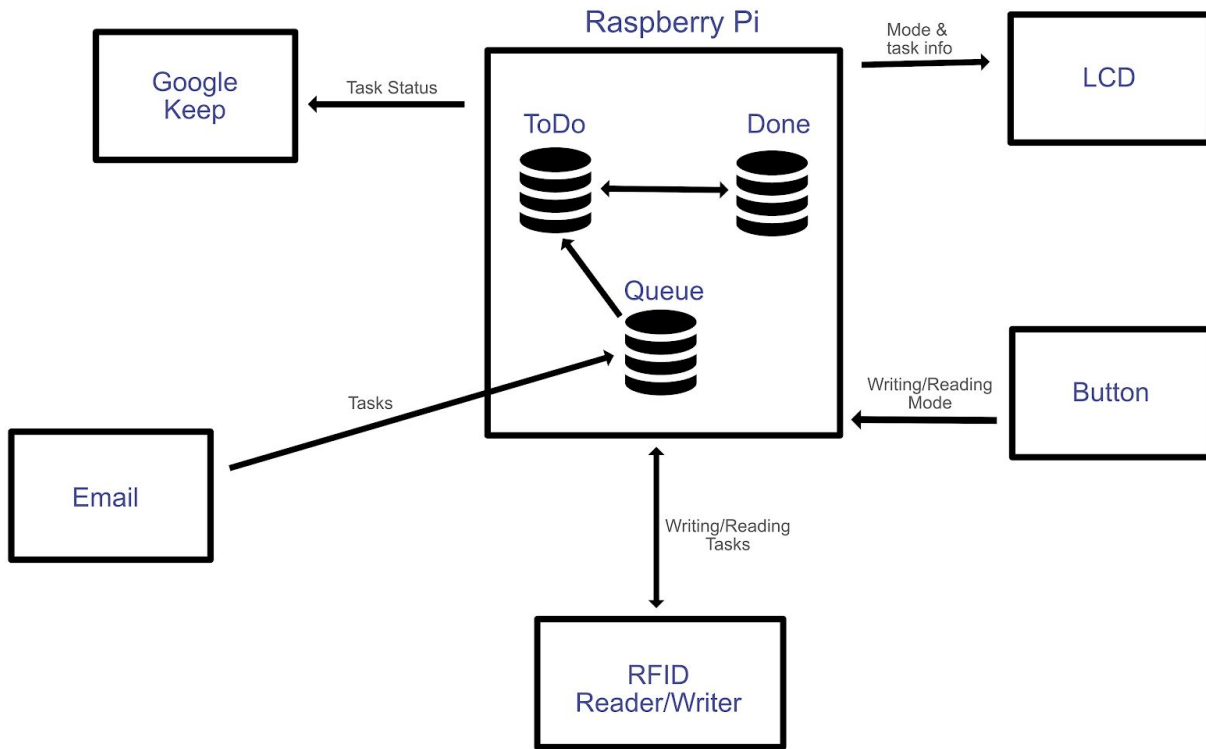 Raspberry Pi
Mode &
task info
LCD
Google
Keep
Task Status
ToDo
Done
Queue
Writing/Reading
Mode
Button
Tasks
Email
Writing/Reading
Tasks
RFID
Reader/Writer